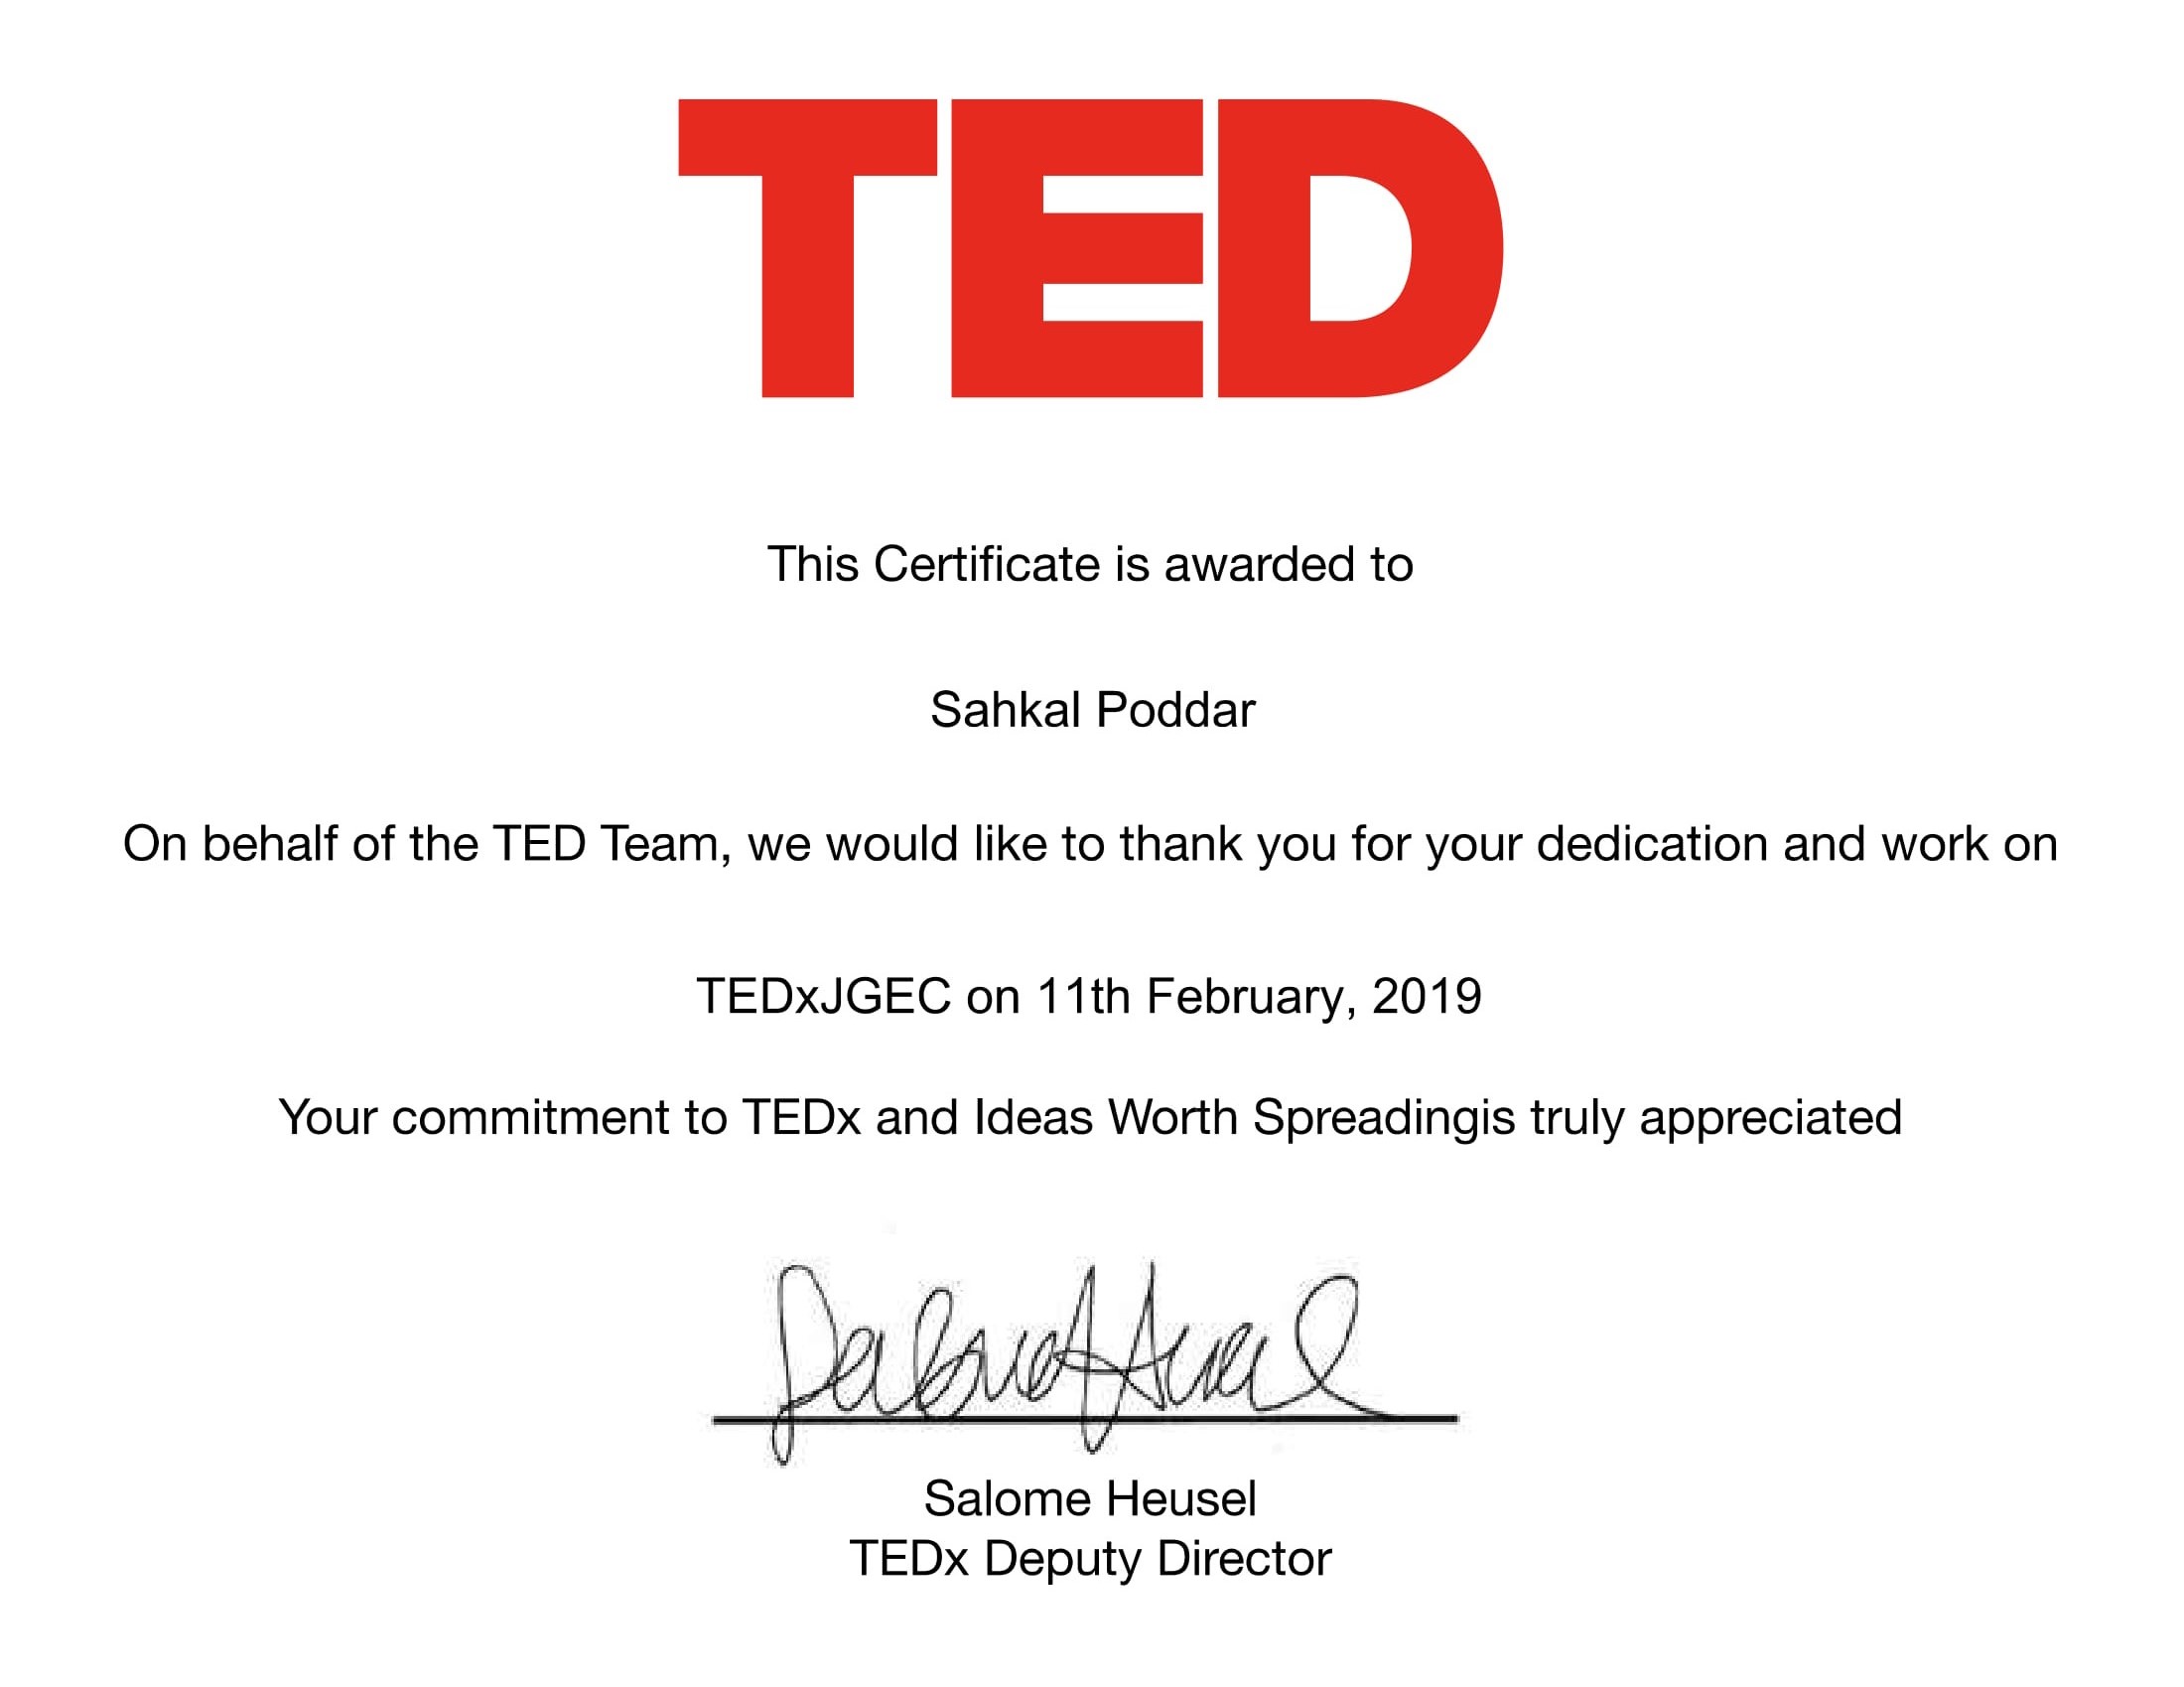 TED
This Certificate is awarded to
Sahkal Poddar
On behalf of the TED Team, we would like to thank you for your dedication and work on
TEDxJGEC on 11th February, 2019
Your commitment to TEDx and Ideas Worth Spreadingis truly appreciated
Salome Heusel
Salome Heusel
TEDx Deputy Director